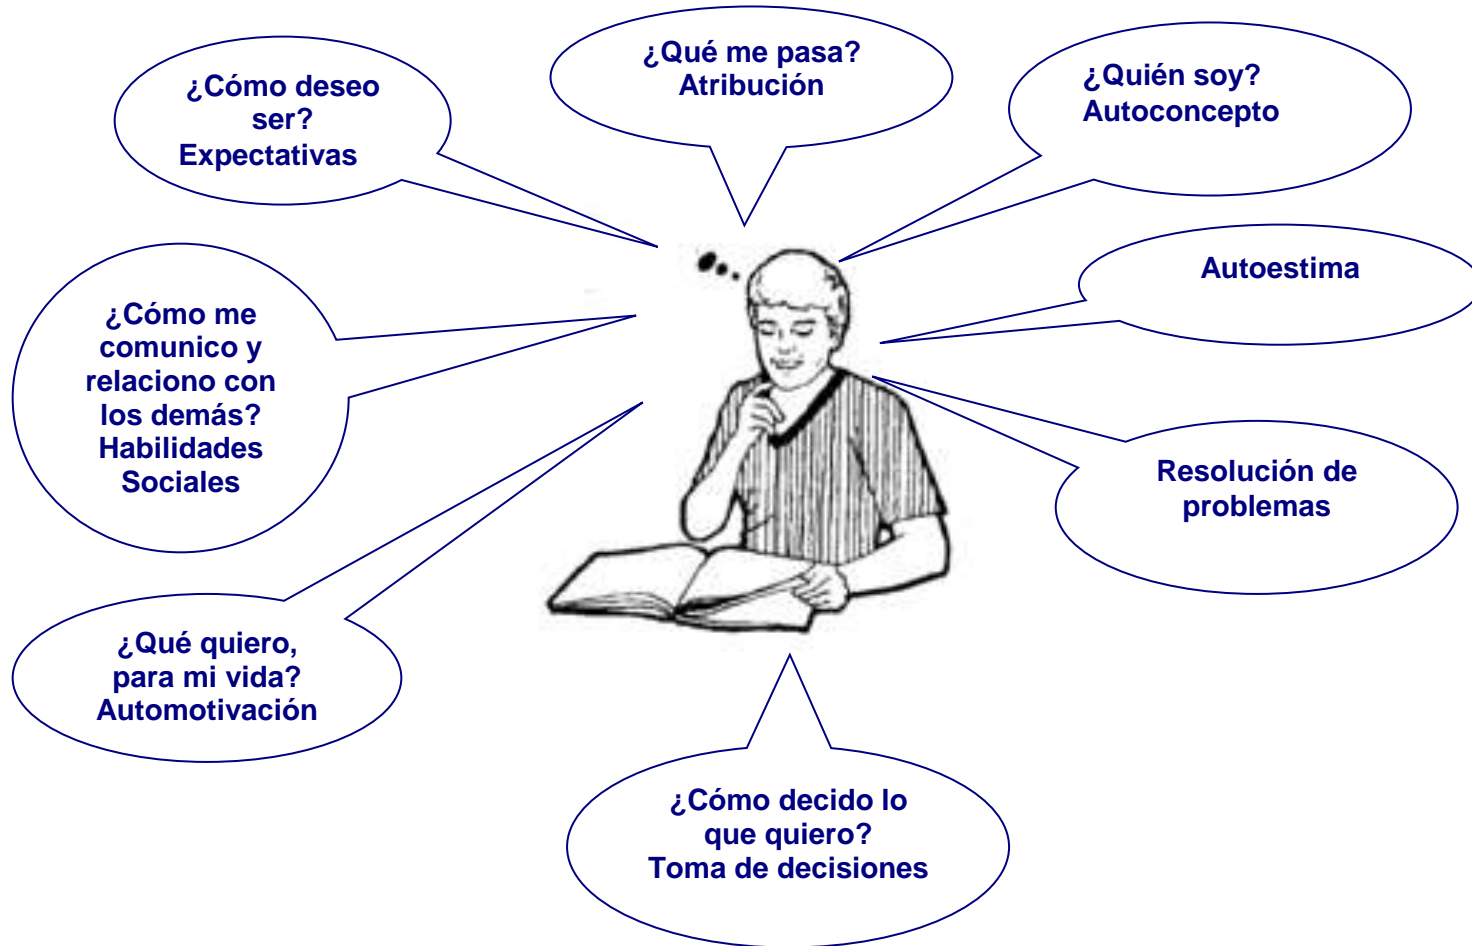 ¿Qué me pasa?
Atribución
¿Cómo deseo
ser?
Expectativas
¿Quién soy?
Autoconcepto
Autoestima
¿Cómo me
comunico y
relaciono con
los demás?
Habilidades
Sociales
Resolución de
problemas
¿Qué quiero,
para mi vida?
Automotivación
¿Cómo decido lo
que quiero?
Toma de decisiones